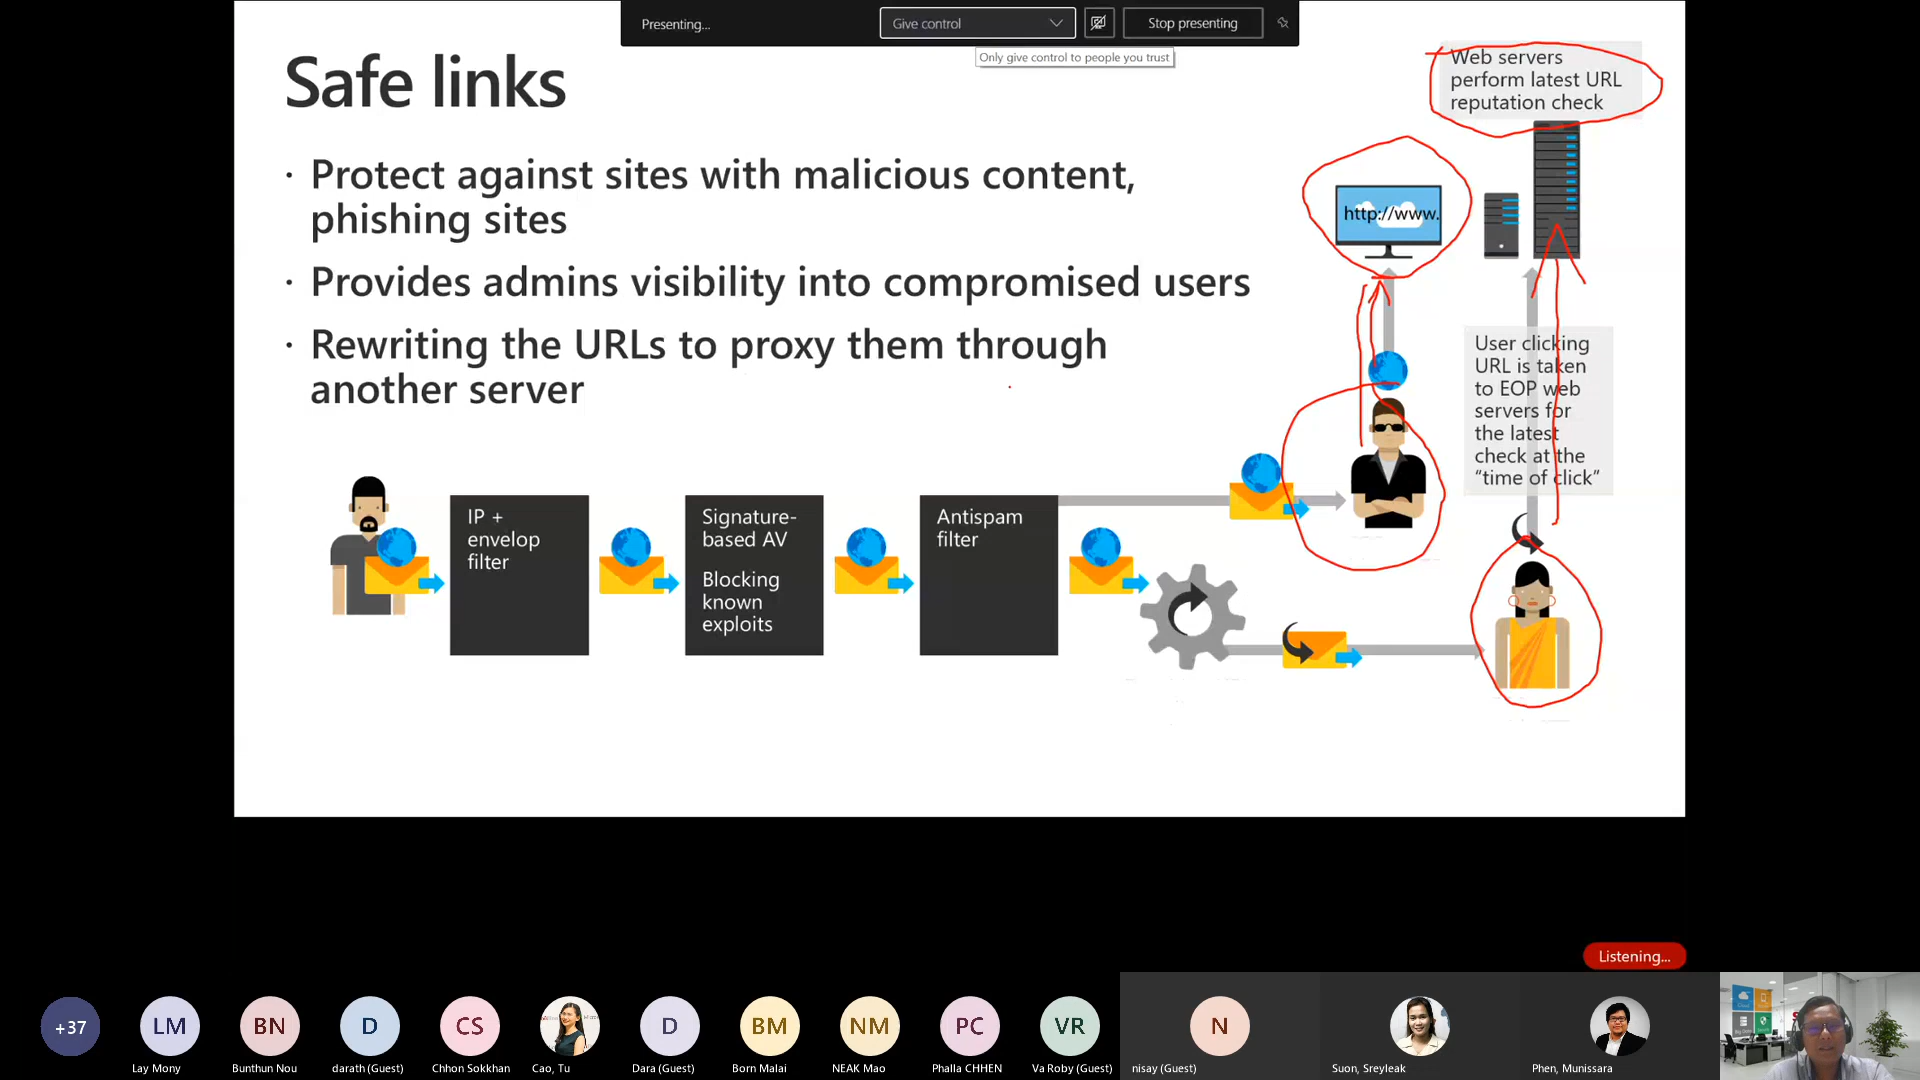 Presenting...
Give control
Stop presenting
Only give control to people you trust
Safe links
· Protect against sites with malicious content,
phishing sites
· Provides admins visibility into compromised users
· Rewriting the URLs to proxy them through
another server
Web servers
perform latest URL
reputation check
http://www.
User clicking
URL is taken
to EOP web
servers for
the latest
check at the
“time of click”
IP +
envelop
filter
Signature-
based AV
Blocking
known
exploits
Antispam
filter
Listening...
+37
LM
BN
D
CS
D
BM
NM
PC
VR
N
Lay Mony
Bunthun Nou
darath (Guest)
Chhon Sokkhan
Cao, Tu
Dara (Guest)
Born Malai
NEAK Mao
Phalla CHHEN
Va Roby (Guest)
nisay (Guest)
Suon, Sreyleak
Phen, Munissara